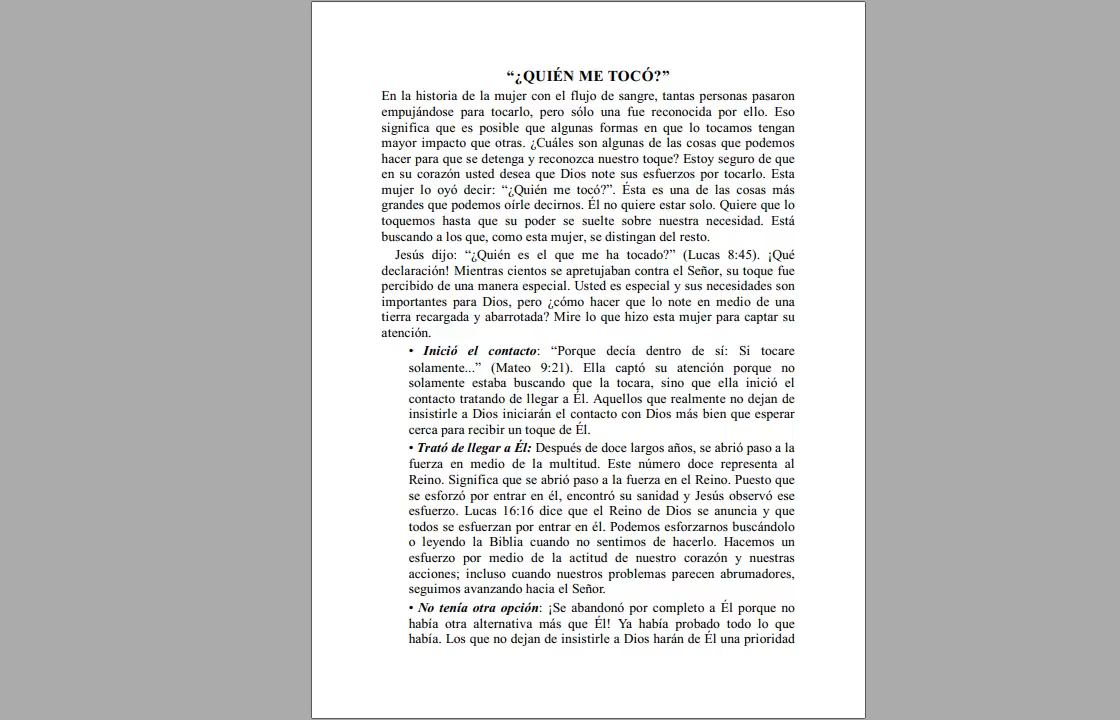 “¿QUIÉN ME TOCÓ?”
En la historia de la mujer con el flujo de sangre, tantas personas pasaron
empujándose para tocarlo, pero sólo una fue reconocida por ello. Eso
significa que es posible que algunas formas en que lo tocamos tengan
mayor impacto que otras. ¿Cuáles son algunas de las cosas que podemos
hacer para que se detenga y reconozca nuestro toque? Estoy seguro de que
en su corazón usted desea que Dios note sus esfuerzos por tocarlo. Esta
mujer lo oyó decir: “¿Quién me tocó?”. Ésta es una de las cosas más
grandes que podemos oírle decirnos. Él no quiere estar solo. Quiere que lo
toquemos hasta que su poder se suelte sobre nuestra necesidad. Está
buscando a los que, como esta mujer, se distingan del resto.
Jesús dijo: “¿Quién es el que me ha tocado?” (Lucas 8:45). ¡Qué
declaración! Mientras cientos se apretujaban contra el Señor, su toque fue
percibido de una manera especial. Usted es especial y sus necesidades son
importantes para Dios, pero ¿cómo hacer que lo note en medio de una
tierra recargada y abarrotada? Mire lo que hizo esta mujer para captar su
atención.
• Inició el contacto: “Porque decía dentro de sí: Si tocare
solamente...” (Mateo 9:21). Ella captó su atención porque no
solamente estaba buscando que la tocara, sino que ella inició el
contacto tratando de llegar a Él. Aquellos que realmente no dejan de
insistirle a Dios iniciarán el contacto con Dios más bien que esperar
cerca para recibir un toque de Él.
• Trató de llegar a Él: Después de doce largos años, se abrió paso a la
fuerza en medio de la multitud. Este número doce representa al
Reino. Significa que se abrió paso a la fuerza en el Reino. Puesto que
se esforzó por entrar en él, encontró su sanidad y Jesús observó ese
esfuerzo. Lucas 16:16 dice que el Reino de Dios se anuncia y que
todos se esfuerzan por entrar en él. Podemos esforzarnos buscándolo
o leyendo la Biblia cuando no sentimos de hacerlo. Hacemos un
esfuerzo por medio de la actitud de nuestro corazón y nuestras
acciones; incluso cuando nuestros problemas parecen abrumadores,
seguimos avanzando hacia el Señor.
• No tenía otra opción: ¡Se abandonó por completo a Él porque no
había otra alternativa más que Él! Ya había probado todo lo que
había. Los que no dejan de insistirle a Dios harán de Él una prioridad